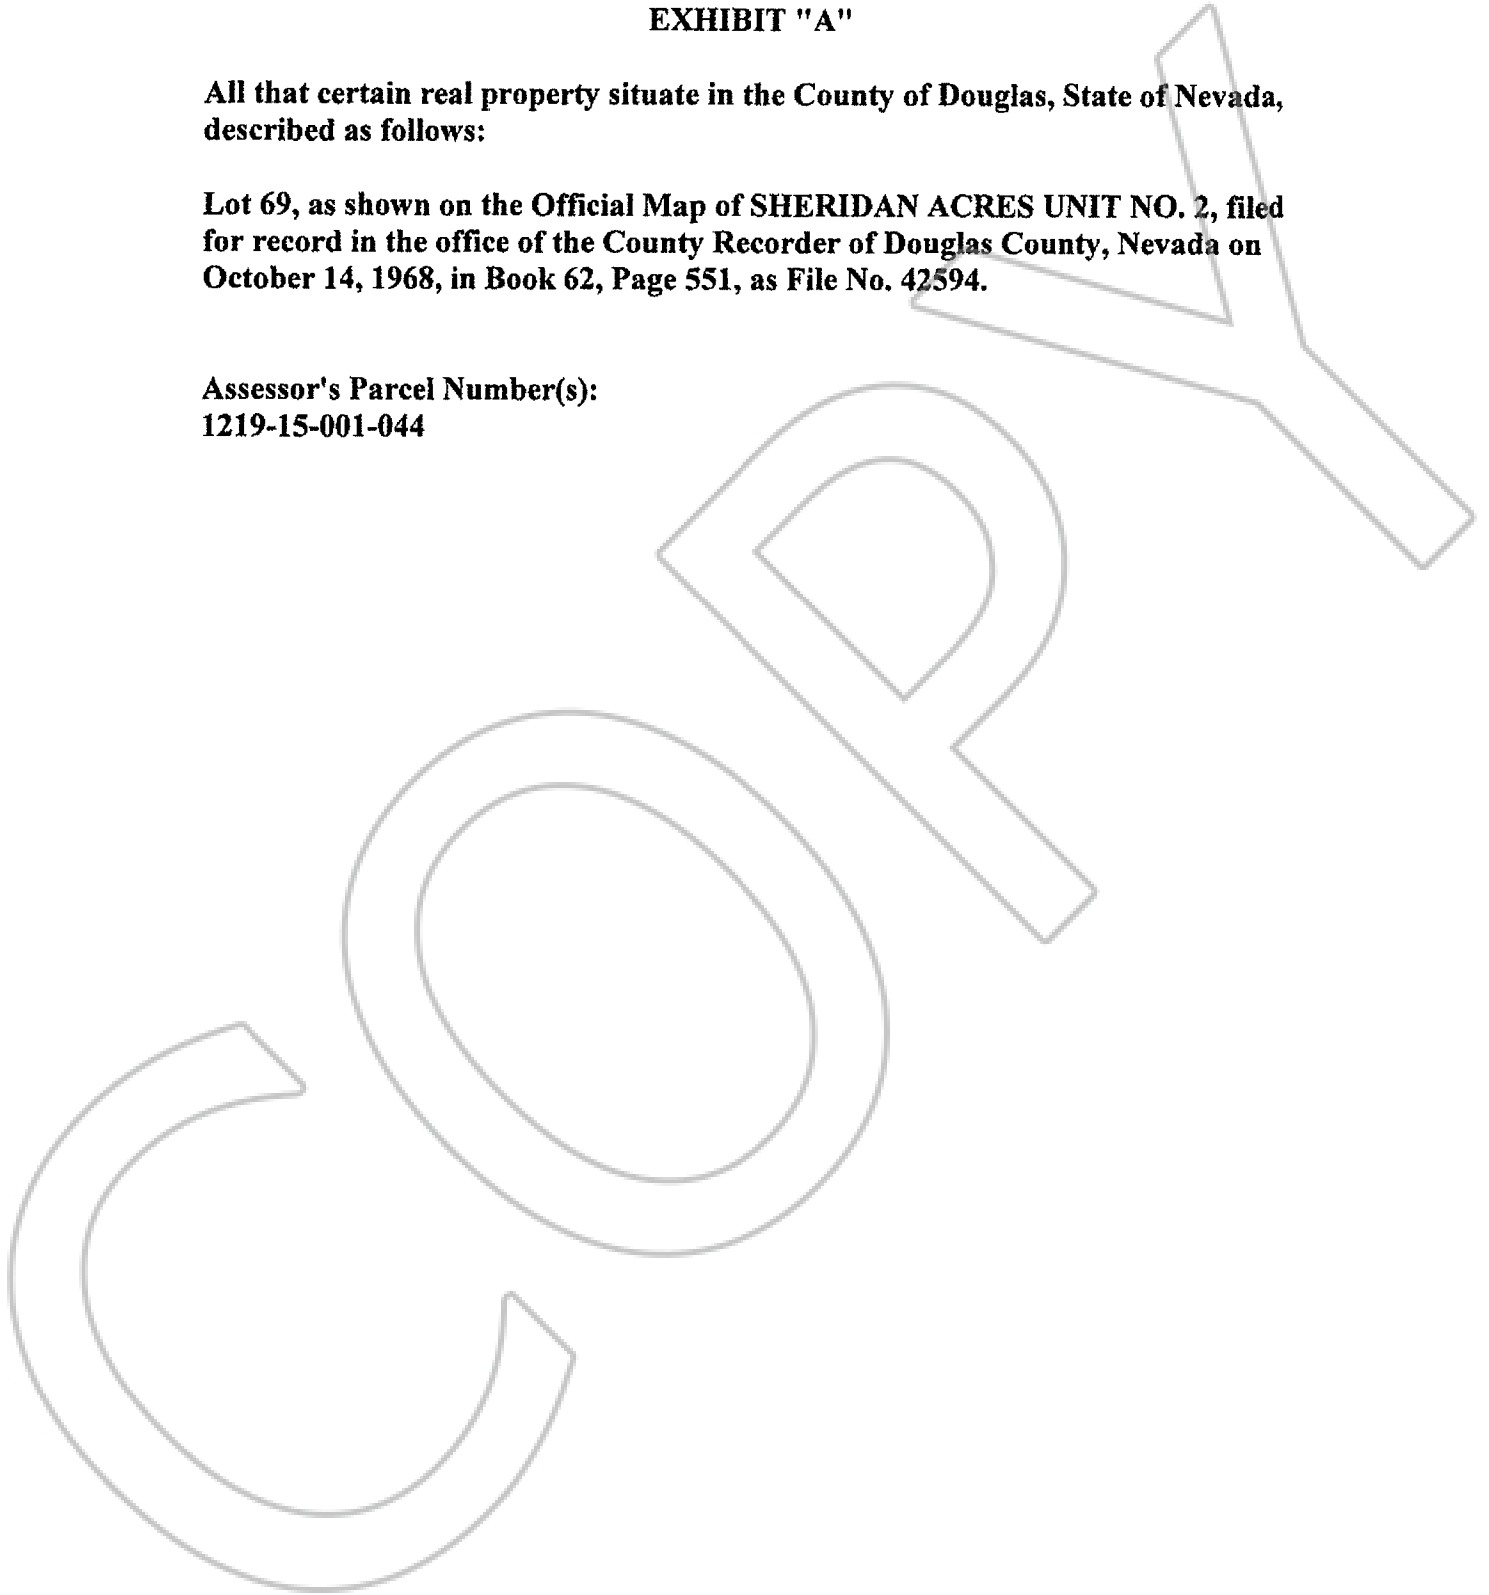 EXHIBIT "A"
All that certain real property situate in the County of Douglas, State of Nevada,
described as follows:
Lot 69, as shown on the Official Map of SHERIDAN ACRES UNIT NO. 2, filed
for record in the office of the County Recorder of Douglas County, Nevada on
October 14, 1968, in Book 62, Page 551, as File No. 42594.
Assessor's Parcel Number(s):
1219-15-001-044
COPY